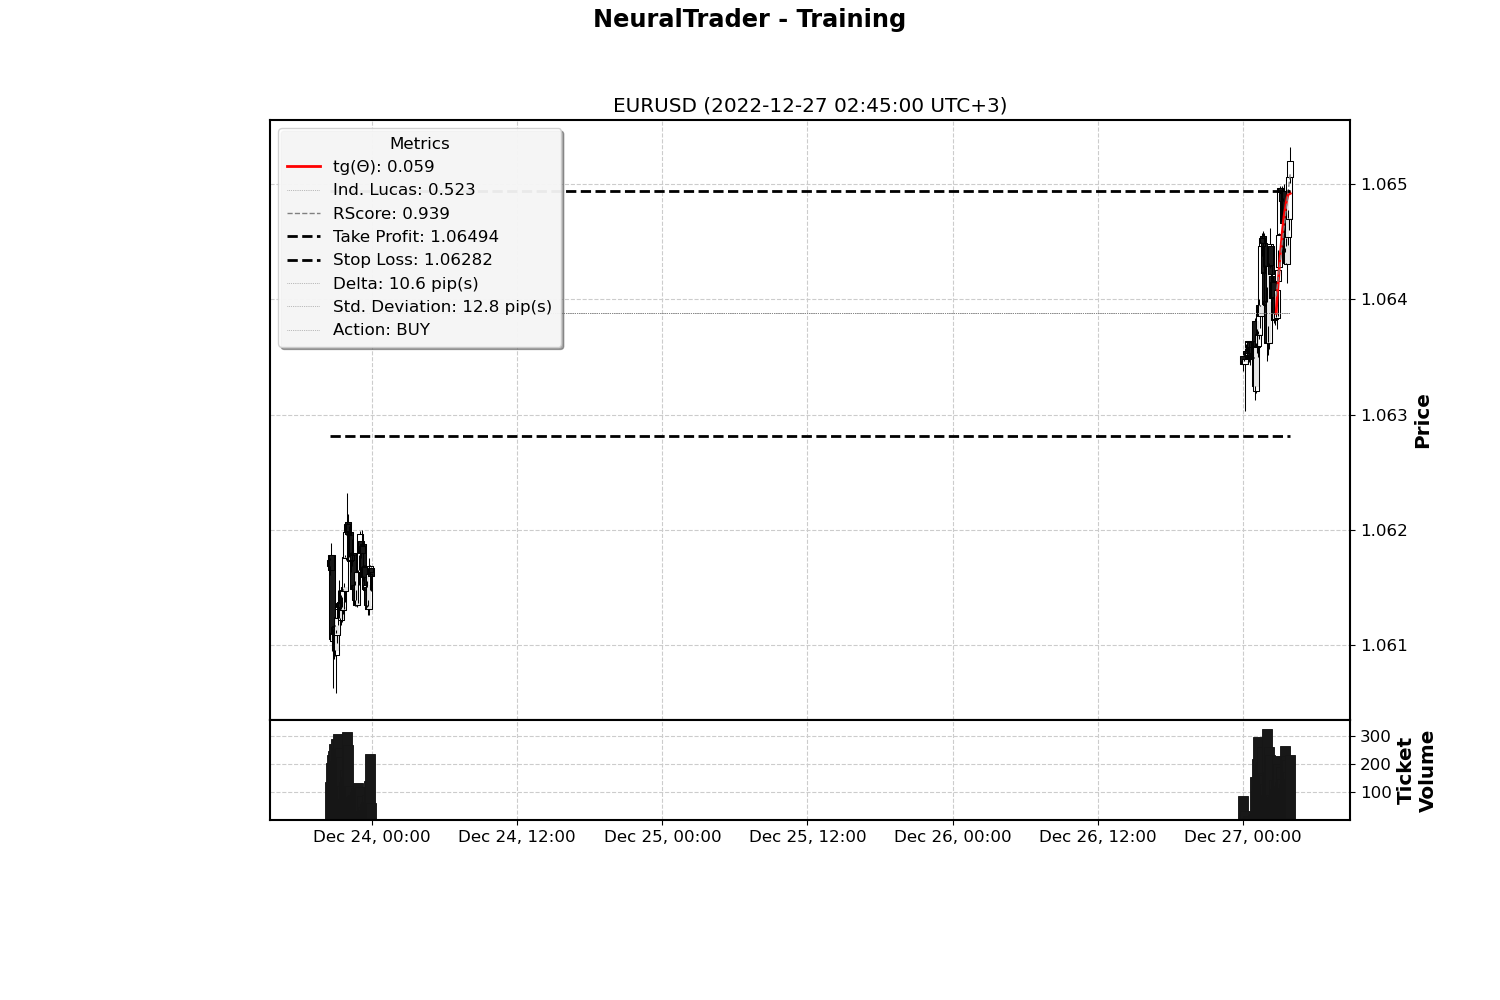 NeuralTrader - Training
EURUSD (2022-12-27 02:45:00 UTC+3)
Metrics
tg(Θ): 0.059
Ind. Lucas: 0.523
RScore: 0.939
Take Profit: 1.06494
Stop Loss: 1.06282
Delta: 10.6 pip(s)
Std. Deviation: 12.8 pip(s)
Action: BUY
1.065
1.064
1.063
1.062
1.061
Price
300
200
100
Ticket
Volume
Dec 24, 00:00
Dec 24, 12:00
Dec 25, 00:00
Dec 25, 12:00
Dec 26, 00:00
Dec 26, 12:00
Dec 27, 00:00